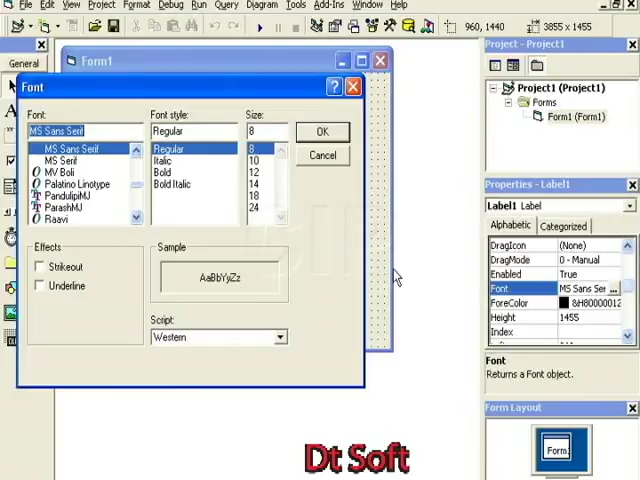 t View Project Format Debug Run Query Diagram Tools Add-Ins Window Help
960, 1440
3855 x 1455
General
Form1
Font
Font:
MS Sans Serif
MS Sans Serif
MS Serif
MV Boli
Palatino Linotype
PandulipiMJ
ParashMJ
Raavi
Font style:
Regular
Regular
Italic
Bold
Bold Italic
Size:
8
8
10
12
14
18
24
OK
Cancel
Effects
Strikeout
Underline
Sample
AaBbYyZz
Script:
Western
Project - Project1
Project1 (Project1)
Forms
Form1 (Form1)
Properties - Label1
Label1 Label
Alphabetic Categorized
DragIcon (None)
DragMode 0 - Manual
Enabled True
Font MS Sans Ser ...
ForeColor &H80000012
Height 1455
Index
Font
Returns a Font object.
Form Layout
Form
Dt Soft